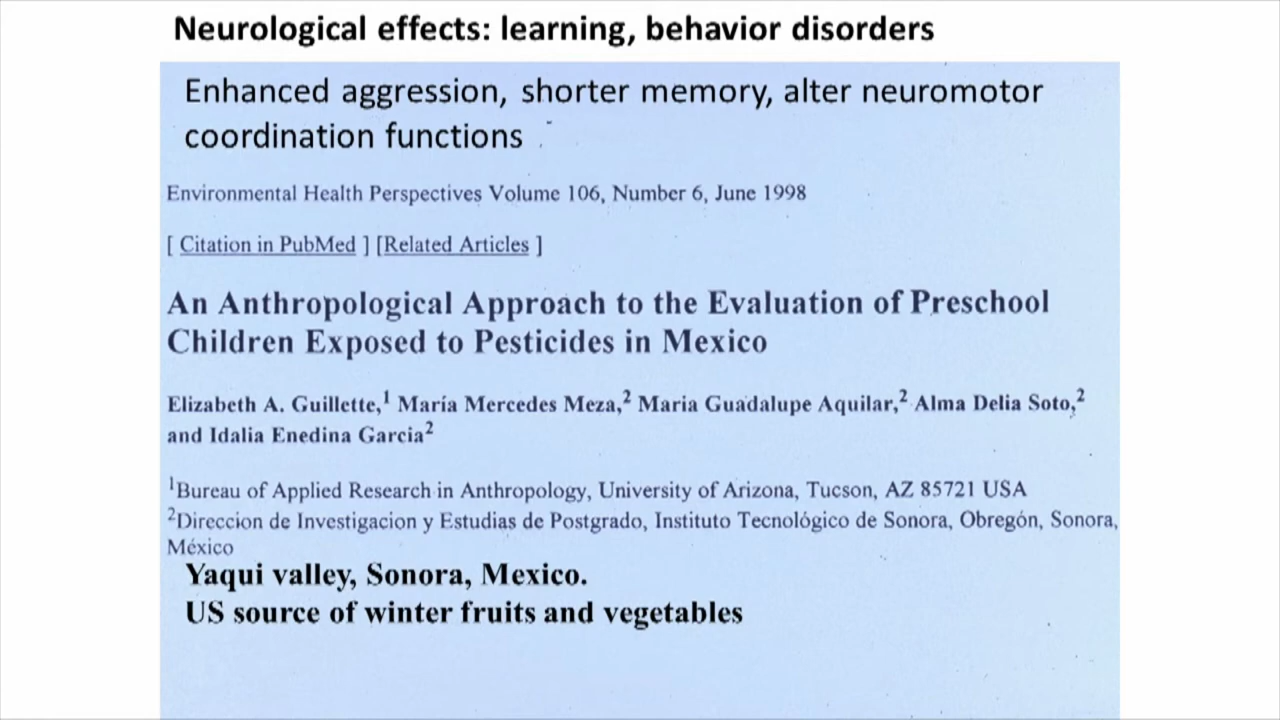 Neurological effects: learning, behavior disorders
Enhanced aggression, shorter memory, alter neuromotor
coordination functions
Environmental Health Perspectives Volume 106, Number 6, June 1998
[ Citation in PubMed ] [Related Articles ]
An Anthropological Approach to the Evaluation of Preschool
Children Exposed to Pesticides in Mexico
Elizabeth A. Guillette,1 María Mercedes Meza,2 Maria Guadalupe Aquilar,2 Alma Delia Soto,2
and Idalia Enedina Garcia2
1Bureau of Applied Research in Anthropology, University of Arizona, Tucson, AZ 85721 USA
2Direccion de Investigacion y Estudias de Postgrado, Instituto Tecnológico de Sonora, Obregón, Sonora,
México
Yaqui valley, Sonora, Mexico.
US source of winter fruits and vegetables